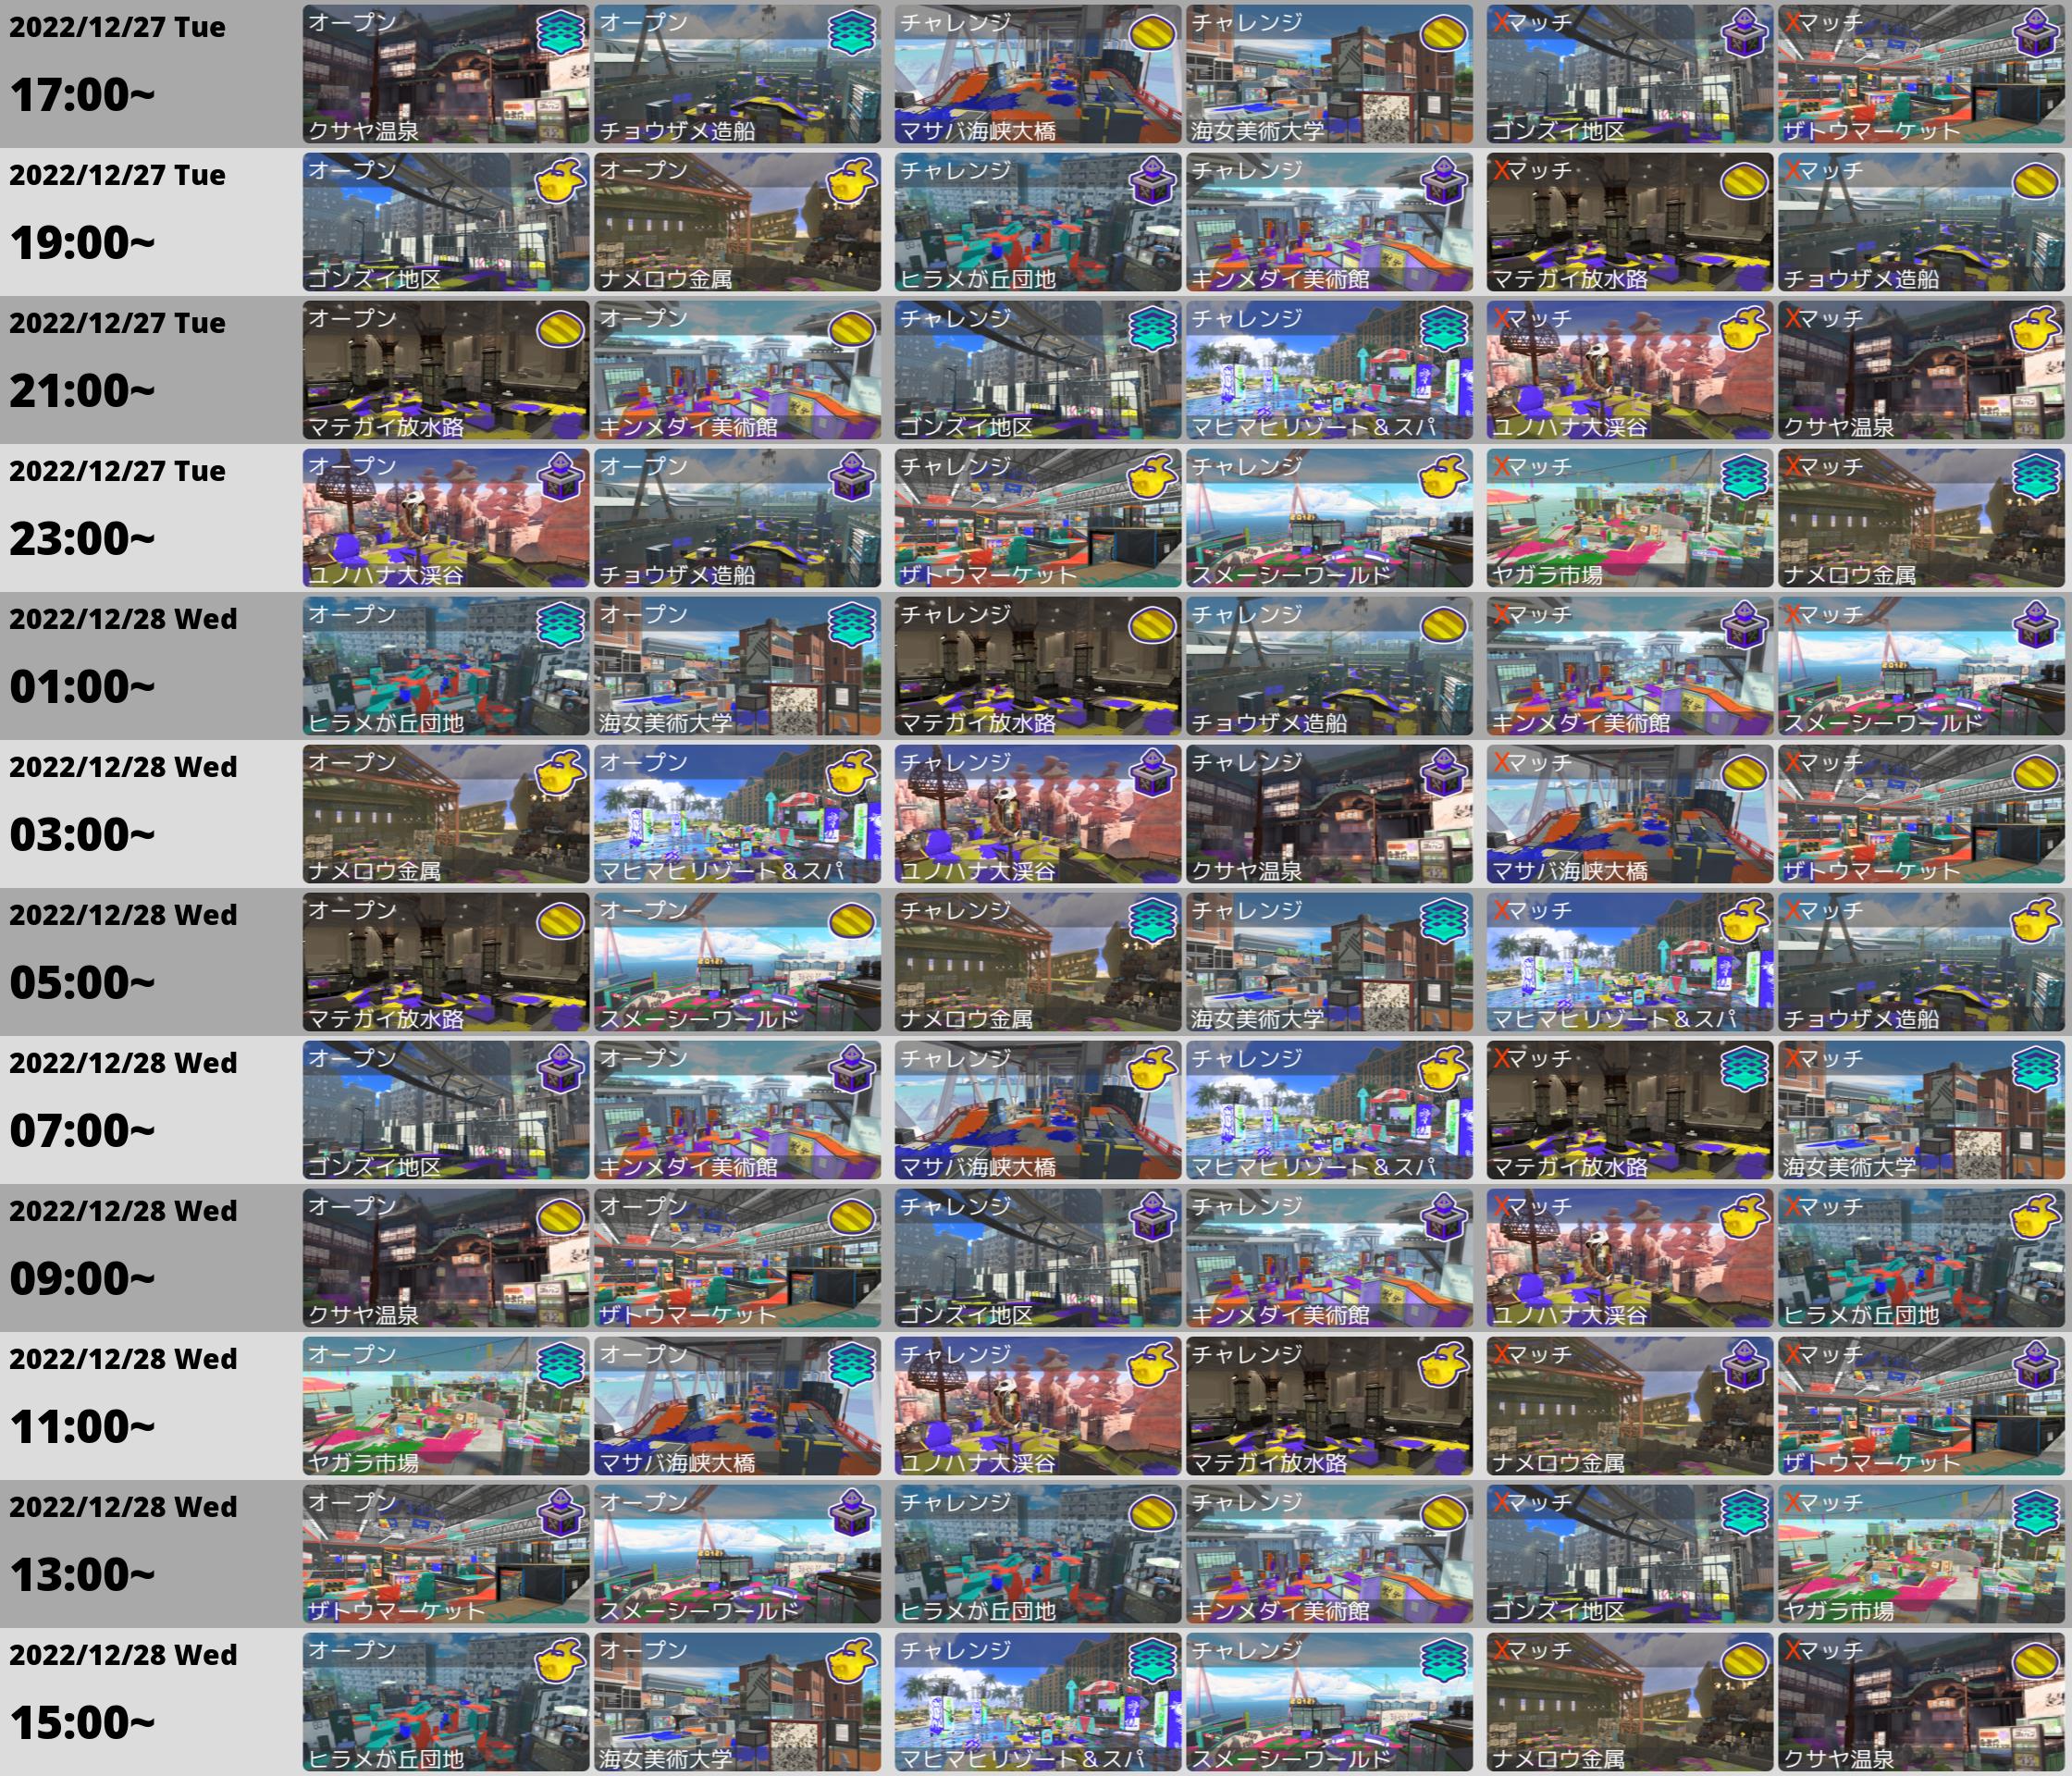 2022/12/27 Tue
17:00~
オープン オープン チャレンジ チャレンジ Xマッチ Xマッチ
クサヤ温泉 チョウザメ造船 マサバ海峡大橋 海女美術大学 ゴンズイ地区 ザトウマーケット
2022/12/27 Tue
19:00~
オープン オープン チャレンジ チャレンジ Xマッチ Xマッチ
ゴンズイ地区 ナメロウ金属 ヒラメが丘団地 キンメダイ美術館 マテガイ放水路 チョウザメ造船
2022/12/27 Tue
21:00~
オープン オープン チャレンジ チャレンジ Xマッチ Xマッチ
マテガイ放水路 キンメダイ美術館 ゴンズイ地区 マヒマヒリゾート＆スパ ユノハナ大渓谷 クサヤ温泉
2022/12/27 Tue
23:00~
オープン オープン チャレンジ チャレンジ Xマッチ Xマッチ
ユノハナ大渓谷 チョウザメ造船 ザトウマーケット スメーシーワールド ヤガラ市場 ナメロウ金属
2022/12/28 Wed
01:00~
オープン オープン チャレンジ チャレンジ Xマッチ Xマッチ
ヒラメが丘団地 海女美術大学 マテガイ放水路 チョウザメ造船 キンメダイ美術館 スメーシーワールド
2022/12/28 Wed
03:00~
オープン オープン チャレンジ チャレンジ Xマッチ Xマッチ
ナメロウ金属 マヒマヒリゾート＆スパ ユノハナ大渓谷 クサヤ温泉 マサバ海峡大橋 ザトウマーケット
2022/12/28 Wed
05:00~
オープン オープン チャレンジ チャレンジ Xマッチ Xマッチ
マテガイ放水路 スメーシーワールド ナメロウ金属 海女美術大学 マヒマヒリゾート＆スパ チョウザメ造船
2022/12/28 Wed
07:00~
オープン オープン チャレンジ チャレンジ Xマッチ Xマッチ
ゴンズイ地区 キンメダイ美術館 マサバ海峡大橋 マヒマヒリゾート＆スパ マテガイ放水路 海女美術大学
2022/12/28 Wed
09:00~
オープン オープン チャレンジ チャレンジ Xマッチ Xマッチ
クサヤ温泉 ザトウマーケット ゴンズイ地区 キンメダイ美術館 ユノハナ大渓谷 ヒラメが丘団地
2022/12/28 Wed
11:00~
オープン オープン チャレンジ チャレンジ Xマッチ Xマッチ
ヤガラ市場 マサバ海峡大橋 ユノハナ大渓谷 マテガイ放水路 ナメロウ金属 ザトウマーケット
2022/12/28 Wed
13:00~
オープン オープン チャレンジ チャレンジ Xマッチ Xマッチ
ザトウマーケット スメーシーワールド ヒラメが丘団地 キンメダイ美術館 ゴンズイ地区 ヤガラ市場
2022/12/28 Wed
15:00~
オープン オープン チャレンジ チャレンジ Xマッチ Xマッチ
ヒラメが丘団地 海女美術大学 マヒマヒリゾート＆スパ スメーシーワールド ナメロウ金属 クサヤ温泉